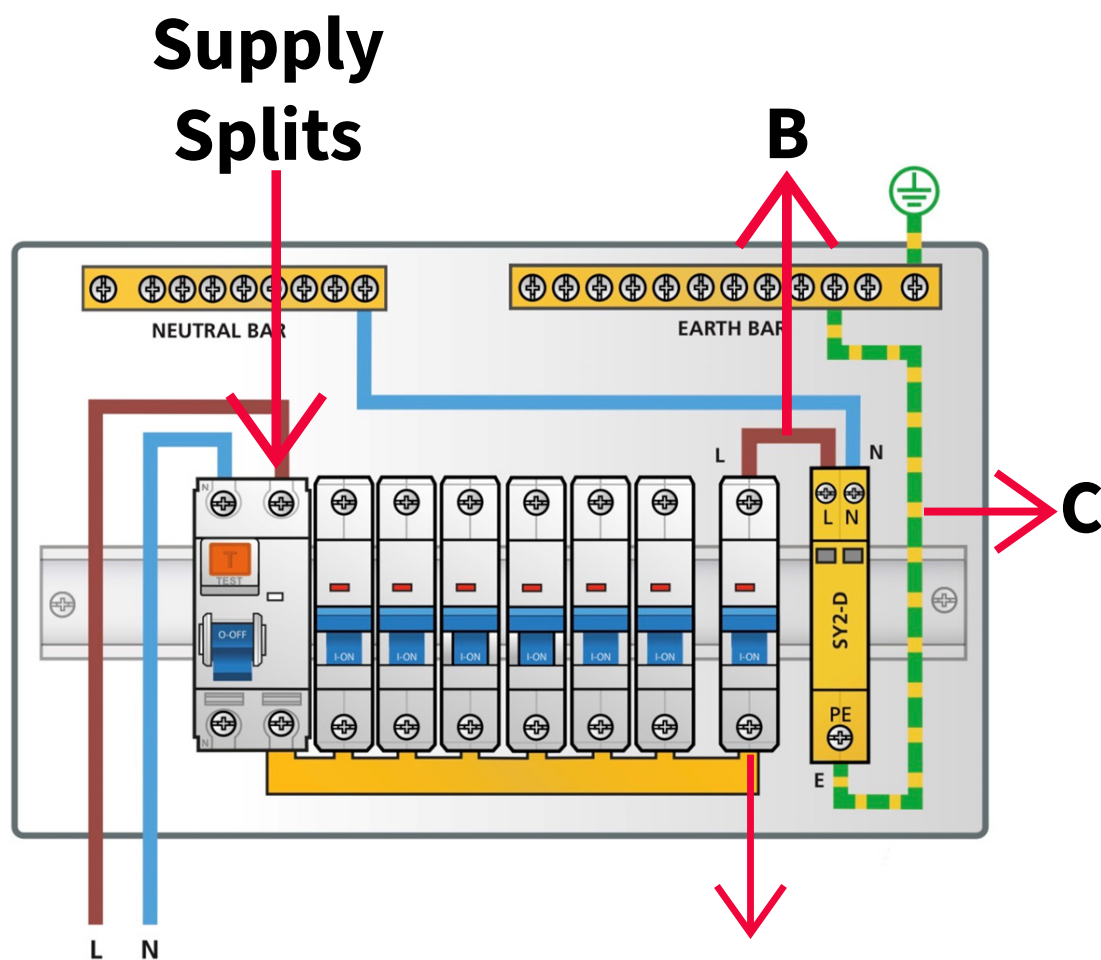 Supply
Splits
B
NEUTRAL BAR
EARTH BAR
L
N
C
N
L N
T
TEST
O-OFF
I-ON
I-ON
I-ON
I-ON
I-ON
I-ON
I-ON
SY2-D
N
PE
E
L
N